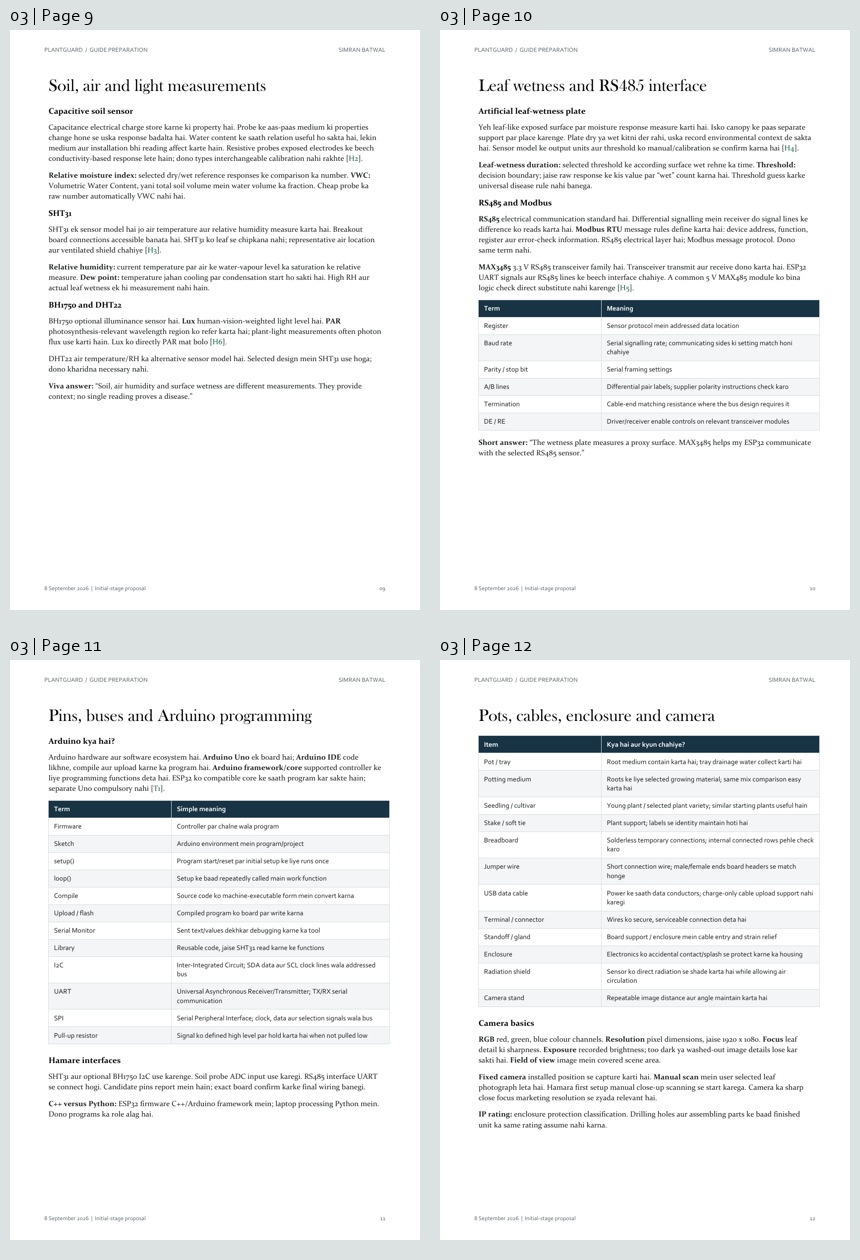 03 | Page 9
PLANTGUARD / GUIDE PREPARATION
SIMRAN BATWAL
Soil, air and light measurements
Capacitive soil sensor
Capacitance electrical charge store karne ki property hai. Probe ke aas-paas medium ki properties
change hone se uska response badalta hai. Water content ke saath relation useful ho sakta hai, lekin
medium aur installation bhi reading affect karte hain. Resistive probes exposed electrodes ke beech
conductivity-based response lete hain; dono types interchangeable calibration nahi rakhte [H2].
Relative moisture index: selected dry/wet reference responses ke comparison ka number. VWC:
Volumetric Water Content, yani total soil volume mein water volume ka fraction. Cheap probe ka
raw number automatically VWC nahi hai.
SHT31
SHT31 ek sensor model hai jo air temperature aur relative humidity measure karta hai. Breakout
board connections accessible banata hai. SHT31 ko leaf se chipkana nahi; representative air location
aur ventilated shield chahiye [H3].
Relative humidity: current temperature par air ke water-vapour level ka saturation ke relative
measure. Dew point: temperature jahan cooling par condensation start ho sakti hai. High RH aur
actual leaf wetness ek hi measurement nahi hain.
BH1750 and DHT22
BH1750 optional illuminance sensor hai. Lux human-vision-weighted light level hai. PAR
photosynthesis-relevant wavelength region ko refer karta hai; plant-light measurements often photon
flux use karti hain. Lux ko directly PAR mat bolo [H6].
DHT22 air temperature/RH ka alternative sensor model hai. Selected design mein SHT31 use hoga;
dono kharidna necessary nahi.
Viva answer: “Soil, air humidity and surface wetness are different measurements. They provide
context; no single reading proves a disease.”
8 September 2026 | Initial-stage proposal
09
03 | Page 10
PLANTGUARD / GUIDE PREPARATION
SIMRAN BATWAL
Leaf wetness and RS485 interface
Artificial leaf-wetness plate
Yeh leaf-like exposed surface par moisture response measure karti hai. Isko canopy ke paas separate
support par place karenge. Plate dry ya wet kitni der rahi, uska record environmental context de sakta
hai. Sensor model ke output units aur threshold ko manual/calibration se confirm karna hai [H4].
Leaf-wetness duration: selected threshold ke according surface wet rehne ka time. Threshold:
decision boundary; jaise raw response ke kis value par “wet” count karna hai. Threshold guess karke
universal disease rule nahi banega.
RS485 and Modbus
RS485 electrical communication standard hai. Differential signalling mein receiver do signal lines ke
difference ko reads karta hai. Modbus RTU message rules define karta hai: device address, function,
register aur error-check information. RS485 electrical layer hai; Modbus message protocol. Dono
same term nahi.
MAX3485 3.3 V RS485 transceiver family hai. Transceiver transmit aur receive dono karta hai. ESP32
UART signals aur RS485 lines ke beech interface chahiye. A common 5 V MAX485 module ko bina
logic check direct substitute nahi karenge [H5].
Term Meaning
Register Sensor protocol mein addressed data location
Baud rate Serial signalling rate; communicating sides ki setting match honi
chahiye
Parity / stop bit Serial framing settings
A/B lines Differential pair labels; supplier polarity instructions check karo
Termination Cable-end matching resistance where the bus design requires it
DE / RE Driver/receiver enable controls on relevant transceiver modules
Short answer: “The wetness plate measures a proxy surface. MAX3485 helps my ESP32 communicate
with the selected RS485 sensor.”
8 September 2026 | Initial-stage proposal
10
03 | Page 11
PLANTGUARD / GUIDE PREPARATION
SIMRAN BATWAL
Pins, buses and Arduino programming
Arduino kya hai?
Arduino hardware aur software ecosystem hai. Arduino Uno ek board hai; Arduino IDE code
likhne, compile aur upload karne ka program hai. Arduino framework/core supported controller ke
liye programming functions deta hai. ESP32 ko compatible core ke saath program kar sakte hain;
separate Uno compulsory nahi [T1].
Term Simple meaning
Firmware Controller par chalne wala program
Sketch Arduino environment mein program/project
setup() Program start/reset par initial setup ke liye runs once
loop() Setup ke baad repeatedly called main work function
Compile Source code ko machine-executable form mein convert karna
Upload / flash Compiled program ko board par write karna
Serial Monitor Sent text/values dekhkar debugging karne ka tool
Library Reusable code, jaise SHT31 read karne ke functions
I2C Inter-Integrated Circuit; SDA data aur SCL clock lines wala addressed
bus
UART Universal Asynchronous Receiver/Transmitter; TX/RX serial
communication
SPI Serial Peripheral Interface; clock, data aur selection signals wala bus
Pull-up resistor Signal ko defined high level par hold karta hai when not pulled low
Hamare interfaces
SHT31 aur optional BH1750 I2C use karenge. Soil probe ADC input use karegi. RS485 interface UART
se connect hogi. Candidate pins report mein hain; exact board confirm karke final wiring banegi.
C++ versus Python: ESP32 firmware C++/Arduino framework mein; laptop processing Python mein.
Dono programs ka role alag hai.
8 September 2026 | Initial-stage proposal
11
03 | Page 12
PLANTGUARD / GUIDE PREPARATION
SIMRAN BATWAL
Pots, cables, enclosure and camera
Item Kya hai aur kyun chahiye?
Pot / tray Root medium contain karta hai; tray drainage water collect karti hai
Potting medium Roots ke liye selected growing material; same mix comparison easy
karta hai
Seedling / cultivar Young plant / selected plant variety; similar starting plants useful hain
Stake / soft tie Plant support; labels se identity maintain hoti hai
Breadboard Solderless temporary connections; internal connected rows pehle check
karo
Jumper wire Short connection wire; male/female ends board headers se match
honge
USB data cable Power ke saath data conductors; charge-only cable upload support nahi
karegi
Terminal / connector Wires ko secure, serviceable connection deta hai
Standoff / gland Board support / enclosure mein cable entry and strain relief
Enclosure Electronics ko accidental contact/splash se protect karne ka housing
Radiation shield Sensor ko direct radiation se shade karta hai while allowing air
circulation
Camera stand Repeatable image distance aur angle maintain karta hai
Camera basics
RGB red, green, blue colour channels. Resolution pixel dimensions, jaise 1920 x 1080. Focus leaf
detail ki sharpness. Exposure recorded brightness; too dark ya washed-out image details lose kar
sakti hai. Field of view image mein covered scene area.
Fixed camera installed position se capture karti hai. Manual scan mein user selected leaf
photograph leta hai. Hamara first setup manual close-up scanning se start karega. Camera ka sharp
close focus marketing resolution se zyada relevant hai.
IP rating: enclosure protection classification. Drilling holes aur assembling parts ke baad finished
unit ka same rating assume nahi karna.
8 September 2026 | Initial-stage proposal
12